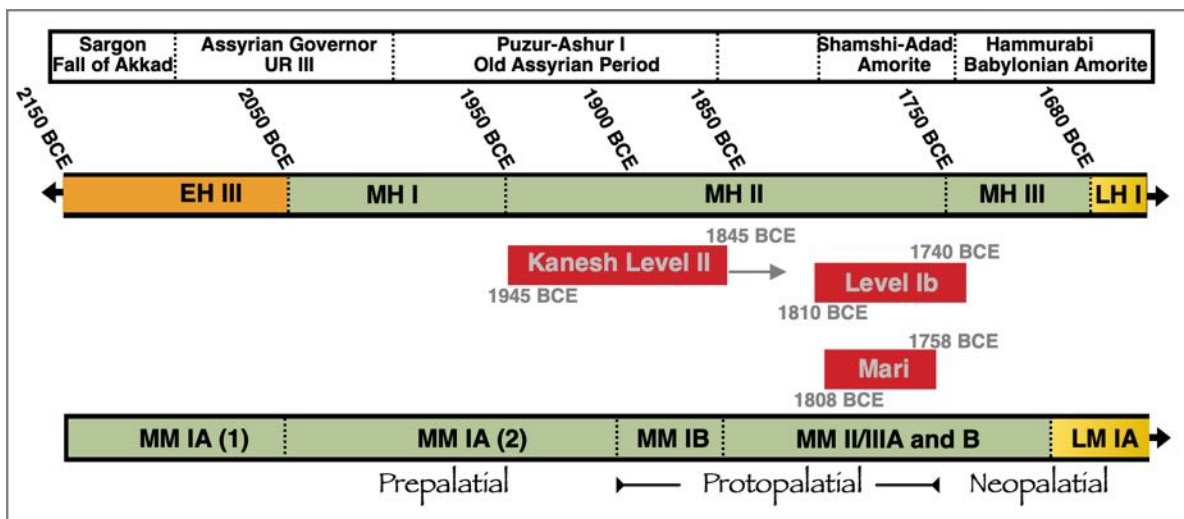 Sargon
Fall of Akkad
Assyrian Governor
UR III
Puzur-Ashur I
Old Assyrian Period
Shamshi-Adad
Amorite
Hammurabi
Babylonian Amorite
2150 BCE
2050 BCE
1950 BCE
1900 BCE
1850 BCE
1750 BCE
1680 BCE
EH III
MH I
MH II
MH III
LH I
1845 BCE
Kanesh Level II
1945 BCE
1740 BCE
Level Ib
1810 BCE
1758 BCE
Mari
1808 BCE
MM IA (1)
MM IA (2)
MM IB
MM II/IIIA and B
LM IA
Prepalatial
Protopalatial
Neopalatial